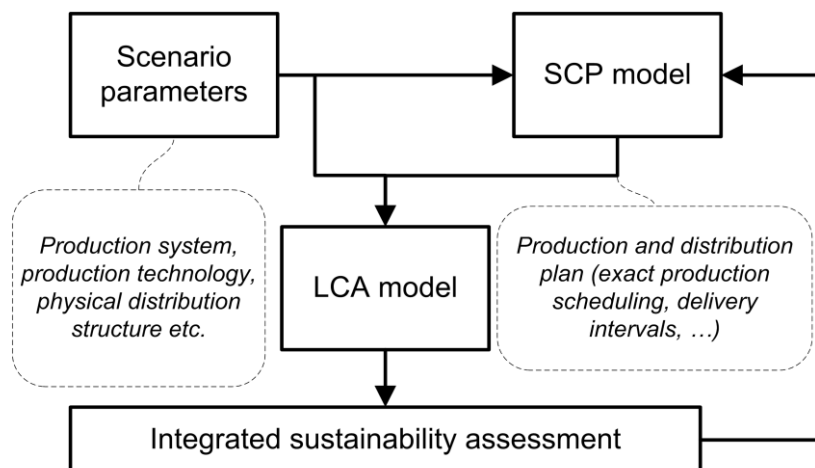 Scenario
parameters
SCP model
Production system,
production technology,
physical distribution
structure etc.
LCA model
Production and distribution
plan (exact production
scheduling, delivery
intervals, …)
Integrated sustainability assessment